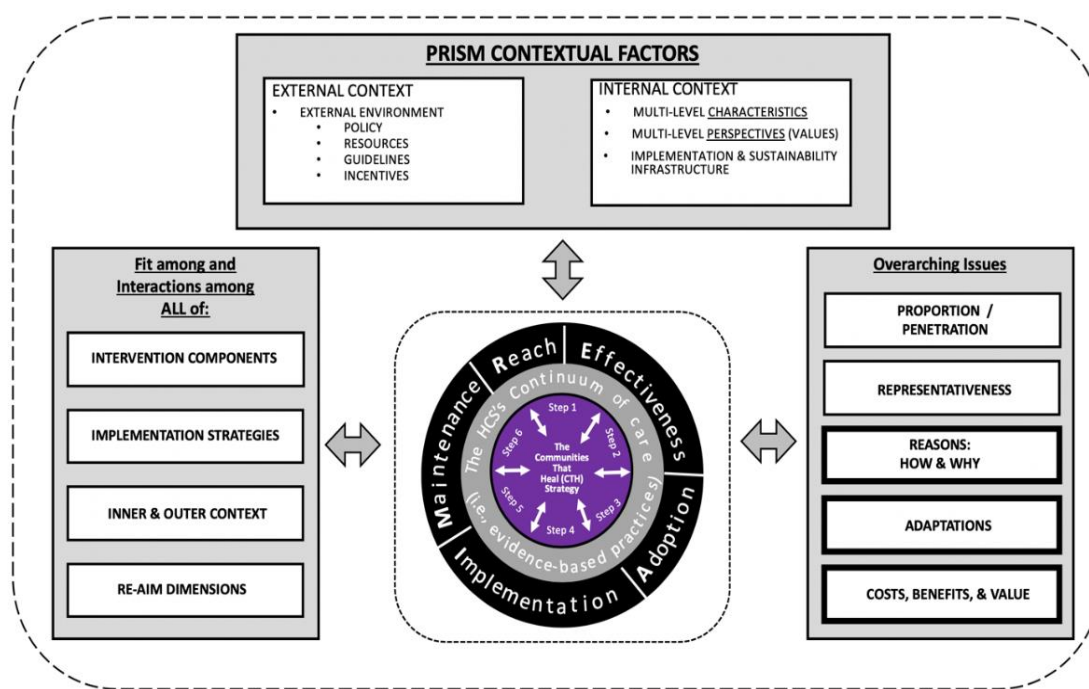 PRISM CONTEXTUAL FACTORS
EXTERNAL CONTEXT
• EXTERNAL ENVIRONMENT
• POLICY
• RESOURCES
• GUIDELINES
• INCENTIVES
INTERNAL CONTEXT
• MULTI-LEVEL CHARACTERISTICS
• MULTI-LEVEL PERSPECTIVES (VALUES)
• IMPLEMENTATION & SUSTAINABILITY
INFRASTRUCTURE
Fit among and
Interactions among
ALL of:
INTERVENTION COMPONENTS
IMPLEMENTATION STRATEGIES
INNER & OUTER CONTEXT
RE-AIM DIMENSIONS
Reach
Effectiveness
Adoption
Implementation
Maintenance
The HCS's Continuum of care
(i.e., evidence-based practices)
Step 1
Step 2
Step 3
Step 4
Step 5
Step 6
The
Communities
That
Heal (CTH)
Strategy
Overarching Issues
PROPORTION /
PENETRATION
REPRESENTATIVENESS
REASONS:
HOW & WHY
ADAPTATIONS
COSTS, BENEFITS, & VALUE